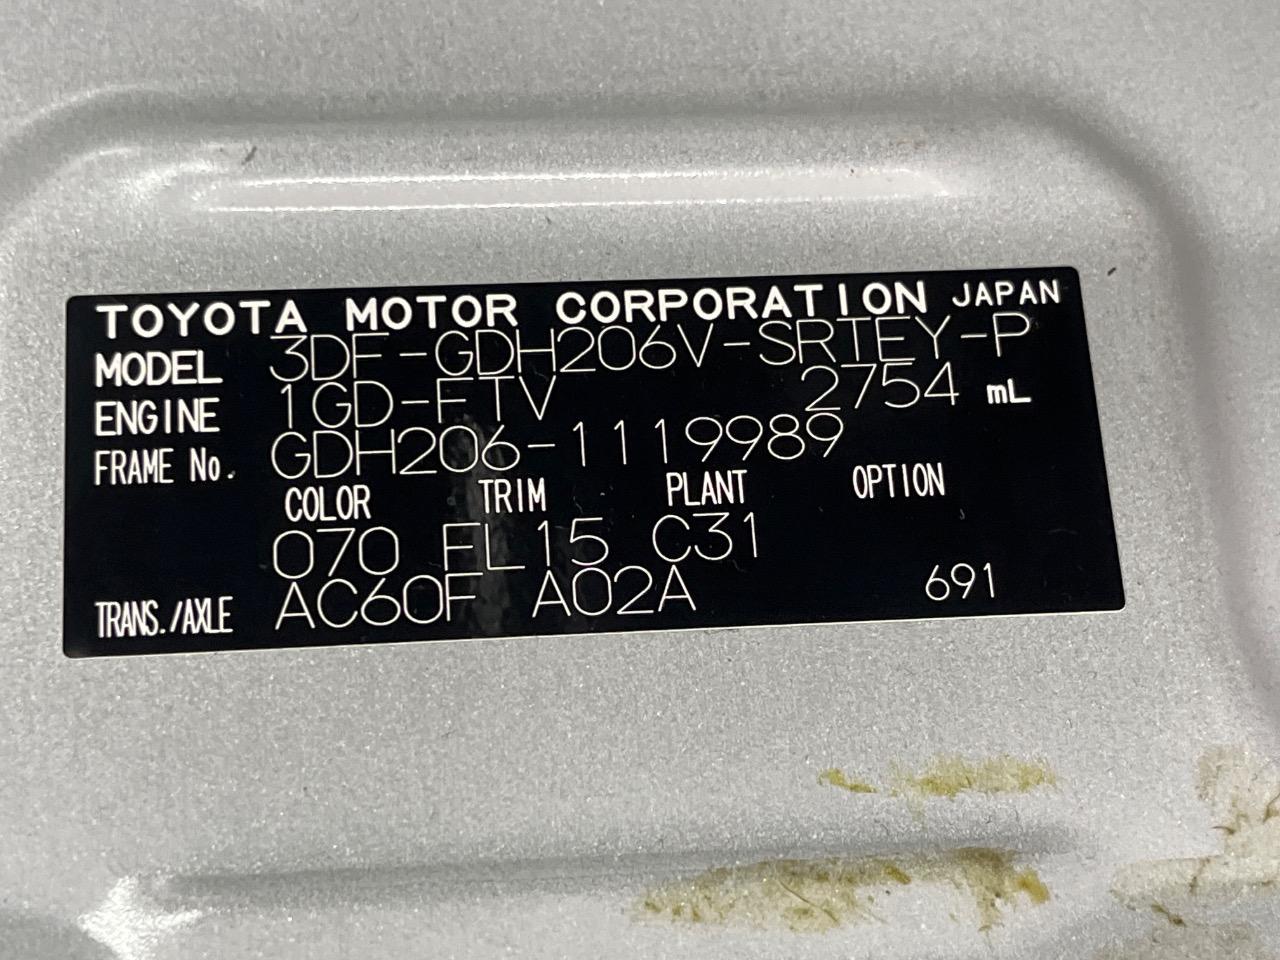 TOYOTA MOTOR CORPORATION JAPAN
MODEL 3DF-GDH206V-SRTEY-P
ENGINE 1GD-FTV 2754 mL
FRAME No. GDH206-1119989
COLOR TRIM PLANT OPTION
070 FL15 C31
TRANS./AXLE AC60F A02A 691